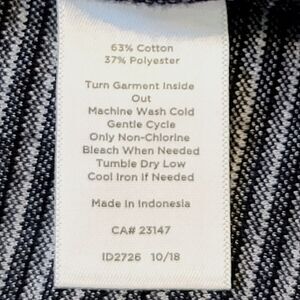 63% Cotton
37% Polyester
Turn Garment Inside
Out
Machine Wash Cold
Gentle Cycle
Only Non-Chlorine
Bleach When Needed
Tumble Dry Low
Cool Iron If Needed
Made in Indonesia
CA# 23147
ID2726 10/18